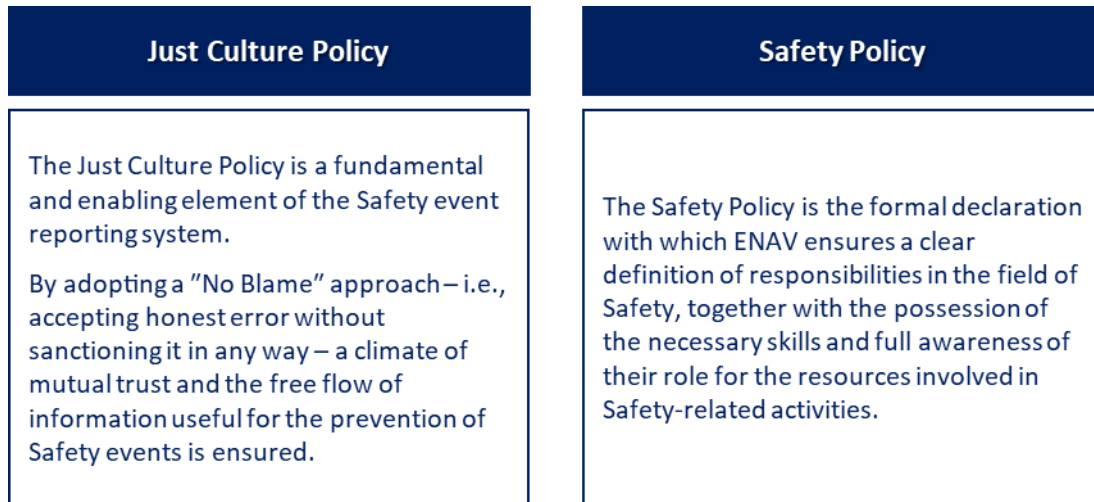 Just Culture Policy
The Just Culture Policy is a fundamental
and enabling element of the Safety event
reporting system.
By adopting a ″No Blame″ approach – i.e.,
accepting honest error without
sanctioning it in any way – a climate of
mutual trust and the free flow of
information useful for the prevention of
Safety events is ensured.
Safety Policy
The Safety Policy is the formal declaration
with which ENAV ensures a clear
definition of responsibilities in the field of
Safety, together with the possession of
the necessary skills and full awareness of
their role for the resources involved in
Safety-related activities.